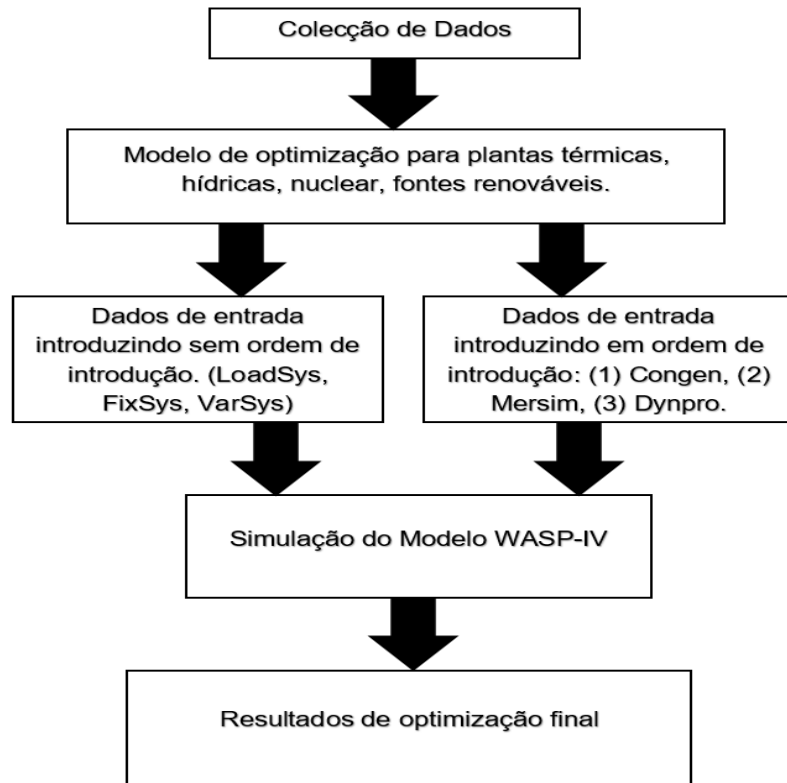 Colecção de Dados
Modelo de optimização para plantas térmicas,
hídricas, nuclear, fontes renováveis.
Dados de entrada
introduzindo sem ordem de
introdução. (LoadSys,
FixSys, VarSys)
Dados de entrada
introduzindo em ordem de
introdução: (1) Congen, (2)
Mersim, (3) Dynpro.
Simulação do Modelo WASP-IV
Resultados de optimização final